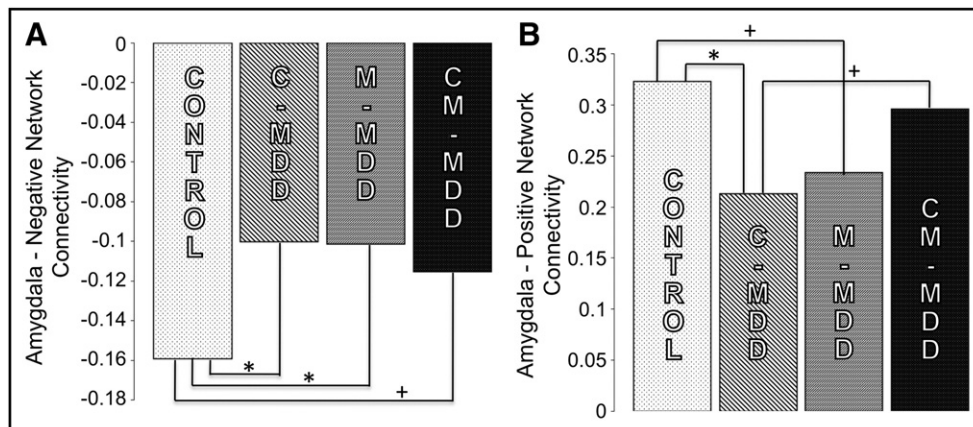 A
Amygdala - Negative Network
Connectivity
0
-0.02
-0.04
-0.06
-0.08
-0.1
-0.12
-0.14
-0.16
-0.18
CONTROL
C-MDD
M-MDD
CM-MDD
*
*
+
B
Amygdala -Positive Network
Connectivity
0.35
0.3
0.25
0.2
0.15
0.1
0.05
0
CONTROL
C-MDD
M-MDD
CM-MDD
+
*
+